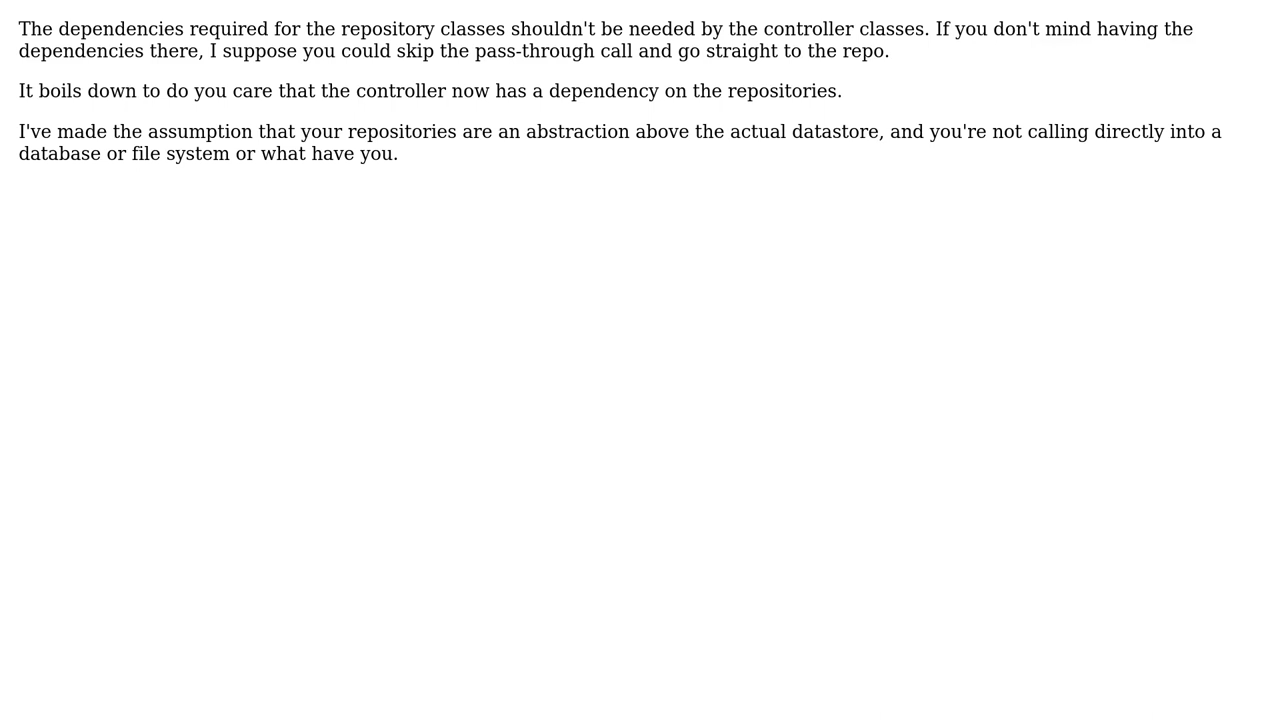 The dependencies required for the repository classes shouldn't be needed by the controller classes. If you don't mind having the
dependencies there, I suppose you could skip the pass-through call and go straight to the repo.
It boils down to do you care that the controller now has a dependency on the repositories.
I've made the assumption that your repositories are an abstraction above the actual datastore, and you're not calling directly into a
database or file system or what have you.